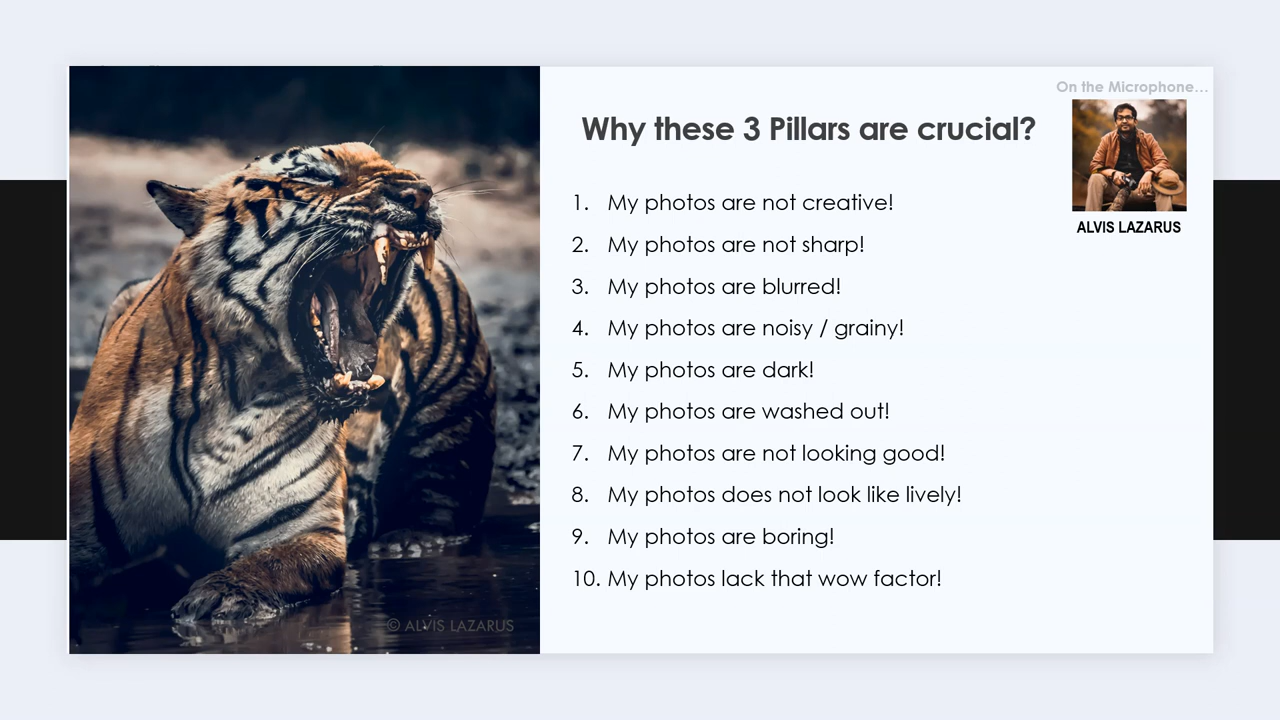 On the Microphone...
Why these 3 Pillars are crucial?
ALVIS LAZARUS
1. My photos are not creative!
2. My photos are not sharp!
3. My photos are blurred!
4. My photos are noisy / grainy!
5. My photos are dark!
6. My photos are washed out!
7. My photos are not looking good!
8. My photos does not look like lively!
9. My photos are boring!
10. My photos lack that wow factor!
© ALVIS LAZARUS